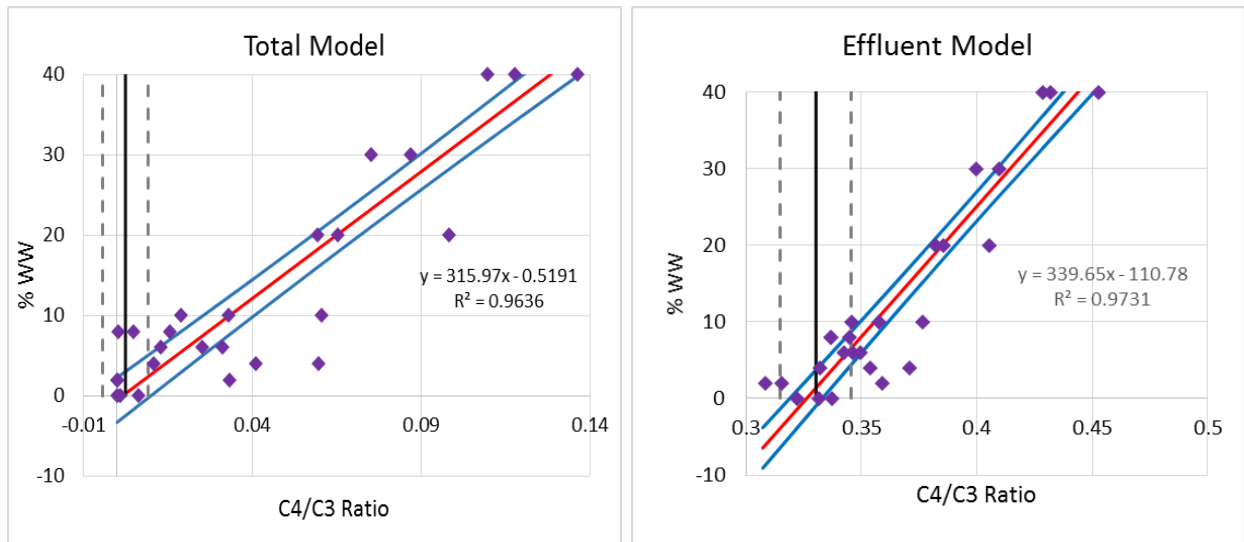 Total Model
40
30
20
10
0
-10
% WW
-0.01
0.04
0.09
0.14
y = 315.97x - 0.5191
R² = 0.9636
C4/C3 Ratio
Effluent Model
40
30
20
10
0
-10
% WW
0.3
0.35
0.4
0.45
0.5
y = 339.65x - 110.78
R² = 0.9731
C4/C3 Ratio